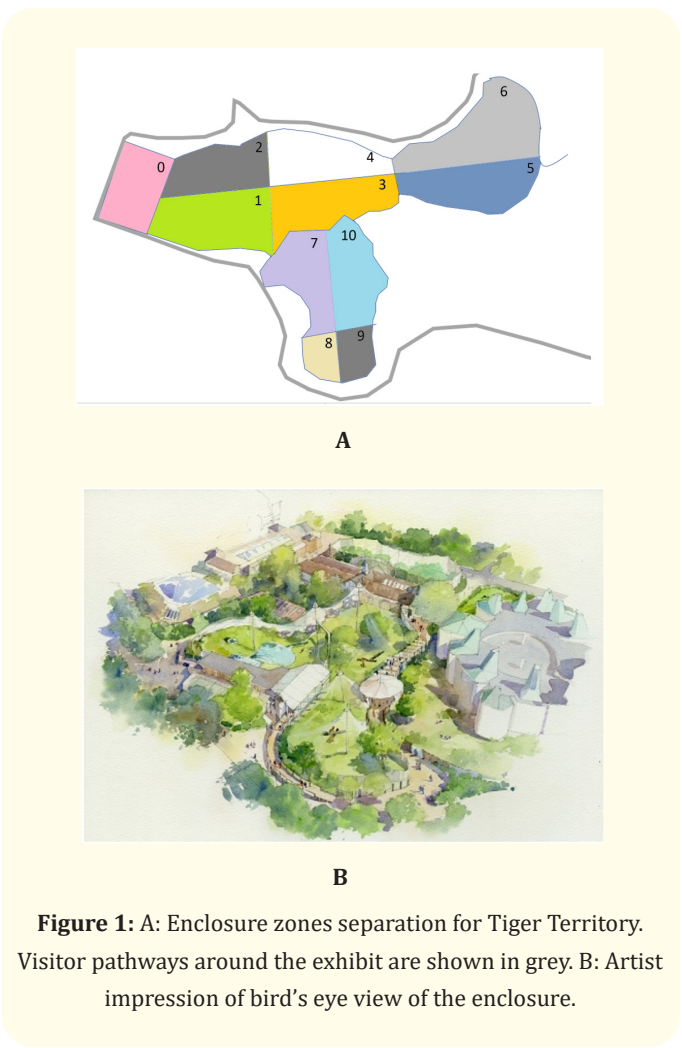 6
2
4
0
5
3
1
10
7
9
8
A
B
Figure 1: A: Enclosure zones separation for Tiger Territory.
Visitor pathways around the exhibit are shown in grey. B: Artist
impression of bird’s eye view of the enclosure.